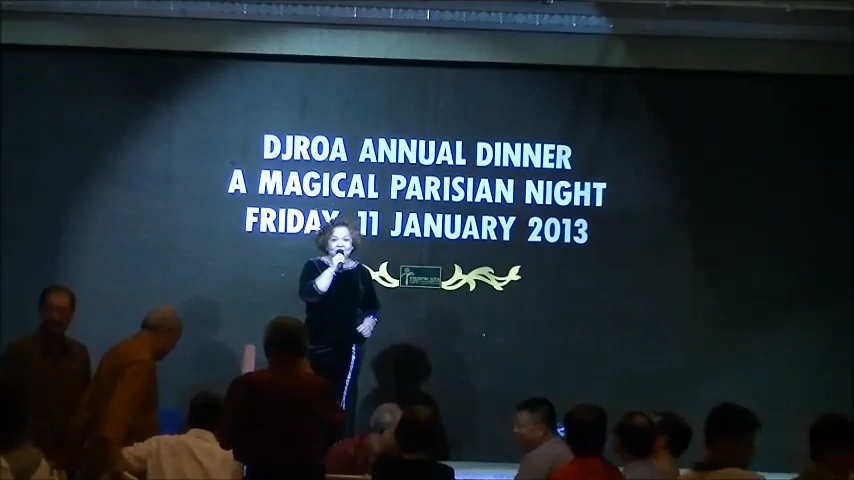 DJROA ANNUAL DINNER
A MAGICAL PARISIAN NIGHT
FRIDAY 11 JANUARY 2013